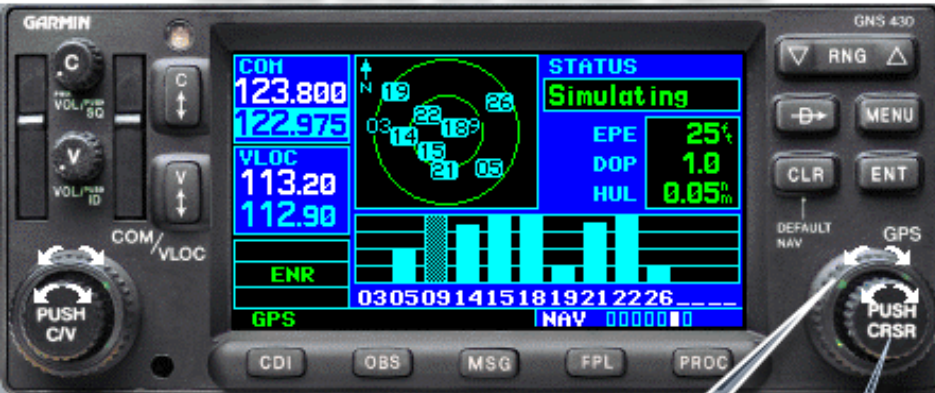 GARMIN
GNS 430
C
PUSH
VOL/ SQ
V
VOL/PUSH
ID
C
V
COM/VLOC
PUSH
C/V
COM
123.800
122.975
VLOC
113.20
112.90
ENR
GPS
N
19
26
22
03
14
18
9
15
21
05
STATUS
Simulating
EPE 25ft
DOP 1.0
HUL 0.05nm
03050914151819212226_ _ _ _
NAV
RNG
D
MENU
CLR
ENT
DEFAULT
NAV
GPS
PUSH
CRSR
CDI
OBS
MSG
FPL
PROC